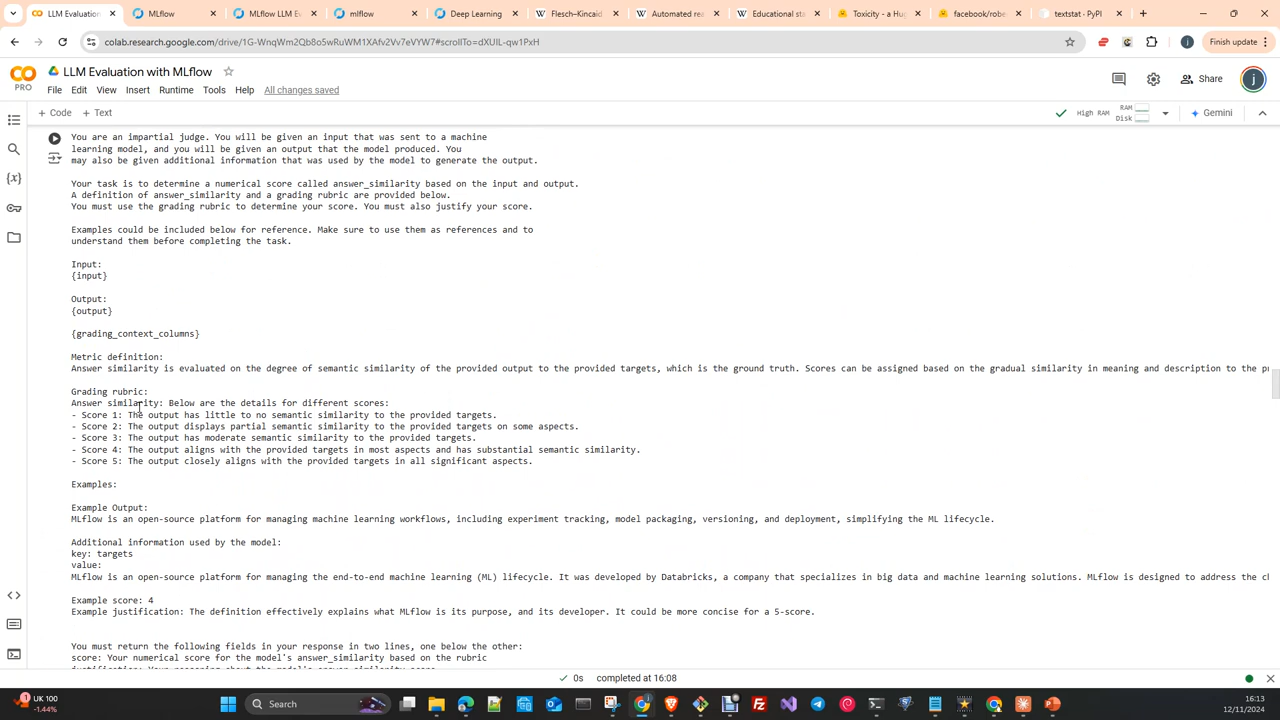 LLM Evaluation
MLflow
MLflow LLM E
mlflow
Deep Learning
Flesch–Kincaid
Automated rea
Educational sta
Toxicity - a Hug
facebook/robe
textstat · PyPI
colab.research.google.com/drive/1G-WnqWm2Qb8o5wRuWM1XAfv2Vv7eVYW7#scrollTo=dXUIL-qw1PxH
Finish update
LLM Evaluation with MLflow
PRO
File Edit View Insert Runtime Tools Help All changes saved
Share
+ Code + Text
High RAM
RAM
Disk
Gemini
You are an impartial judge. You will be given an input that was sent to a machine
learning model, and you will be given an output that the model produced. You
may also be given additional information that was used by the model to generate the output.
Your task is to determine a numerical score called answer_similarity based on the input and output.
A definition of answer_similarity and a grading rubric are provided below.
You must use the grading rubric to determine your score. You must also justify your score.
Examples could be included below for reference. Make sure to use them as references and to
understand them before completing the task.
Input:
{input}
Output:
{output}
{grading_context_columns}
Metric definition:
Answer similarity is evaluated on the degree of semantic similarity of the provided output to the provided targets, which is the ground truth. Scores can be assigned based on the gradual similarity in meaning and description to the p
Grading rubric:
Answer similarity: Below are the details for different scores:
- Score 1: The output has little to no semantic similarity to the provided targets.
- Score 2: The output displays partial semantic similarity to the provided targets on some aspects.
- Score 3: The output has moderate semantic similarity to the provided targets.
- Score 4: The output aligns with the provided targets in most aspects and has substantial semantic similarity.
- Score 5: The output closely aligns with the provided targets in all significant aspects.
Examples:
Example Output:
MLflow is an open-source platform for managing machine learning workflows, including experiment tracking, model packaging, versioning, and deployment, simplifying the ML lifecycle.
Additional information used by the model:
key: targets
value:
MLflow is an open-source platform for managing the end-to-end machine learning (ML) lifecycle. It was developed by Databricks, a company that specializes in big data and machine learning solutions. MLflow is designed to address the c
Example score: 4
Example justification: The definition effectively explains what MLflow is its purpose, and its developer. It could be more concise for a 5-score.
You must return the following fields in your response in two lines, one below the other:
score: Your numerical score for the model's answer_similarity based on the rubric
justification: Your reasoning about the model's answer_similarity score
0s completed at 16:08
UK 100
-1.44%
Search
16:13
12/11/2024